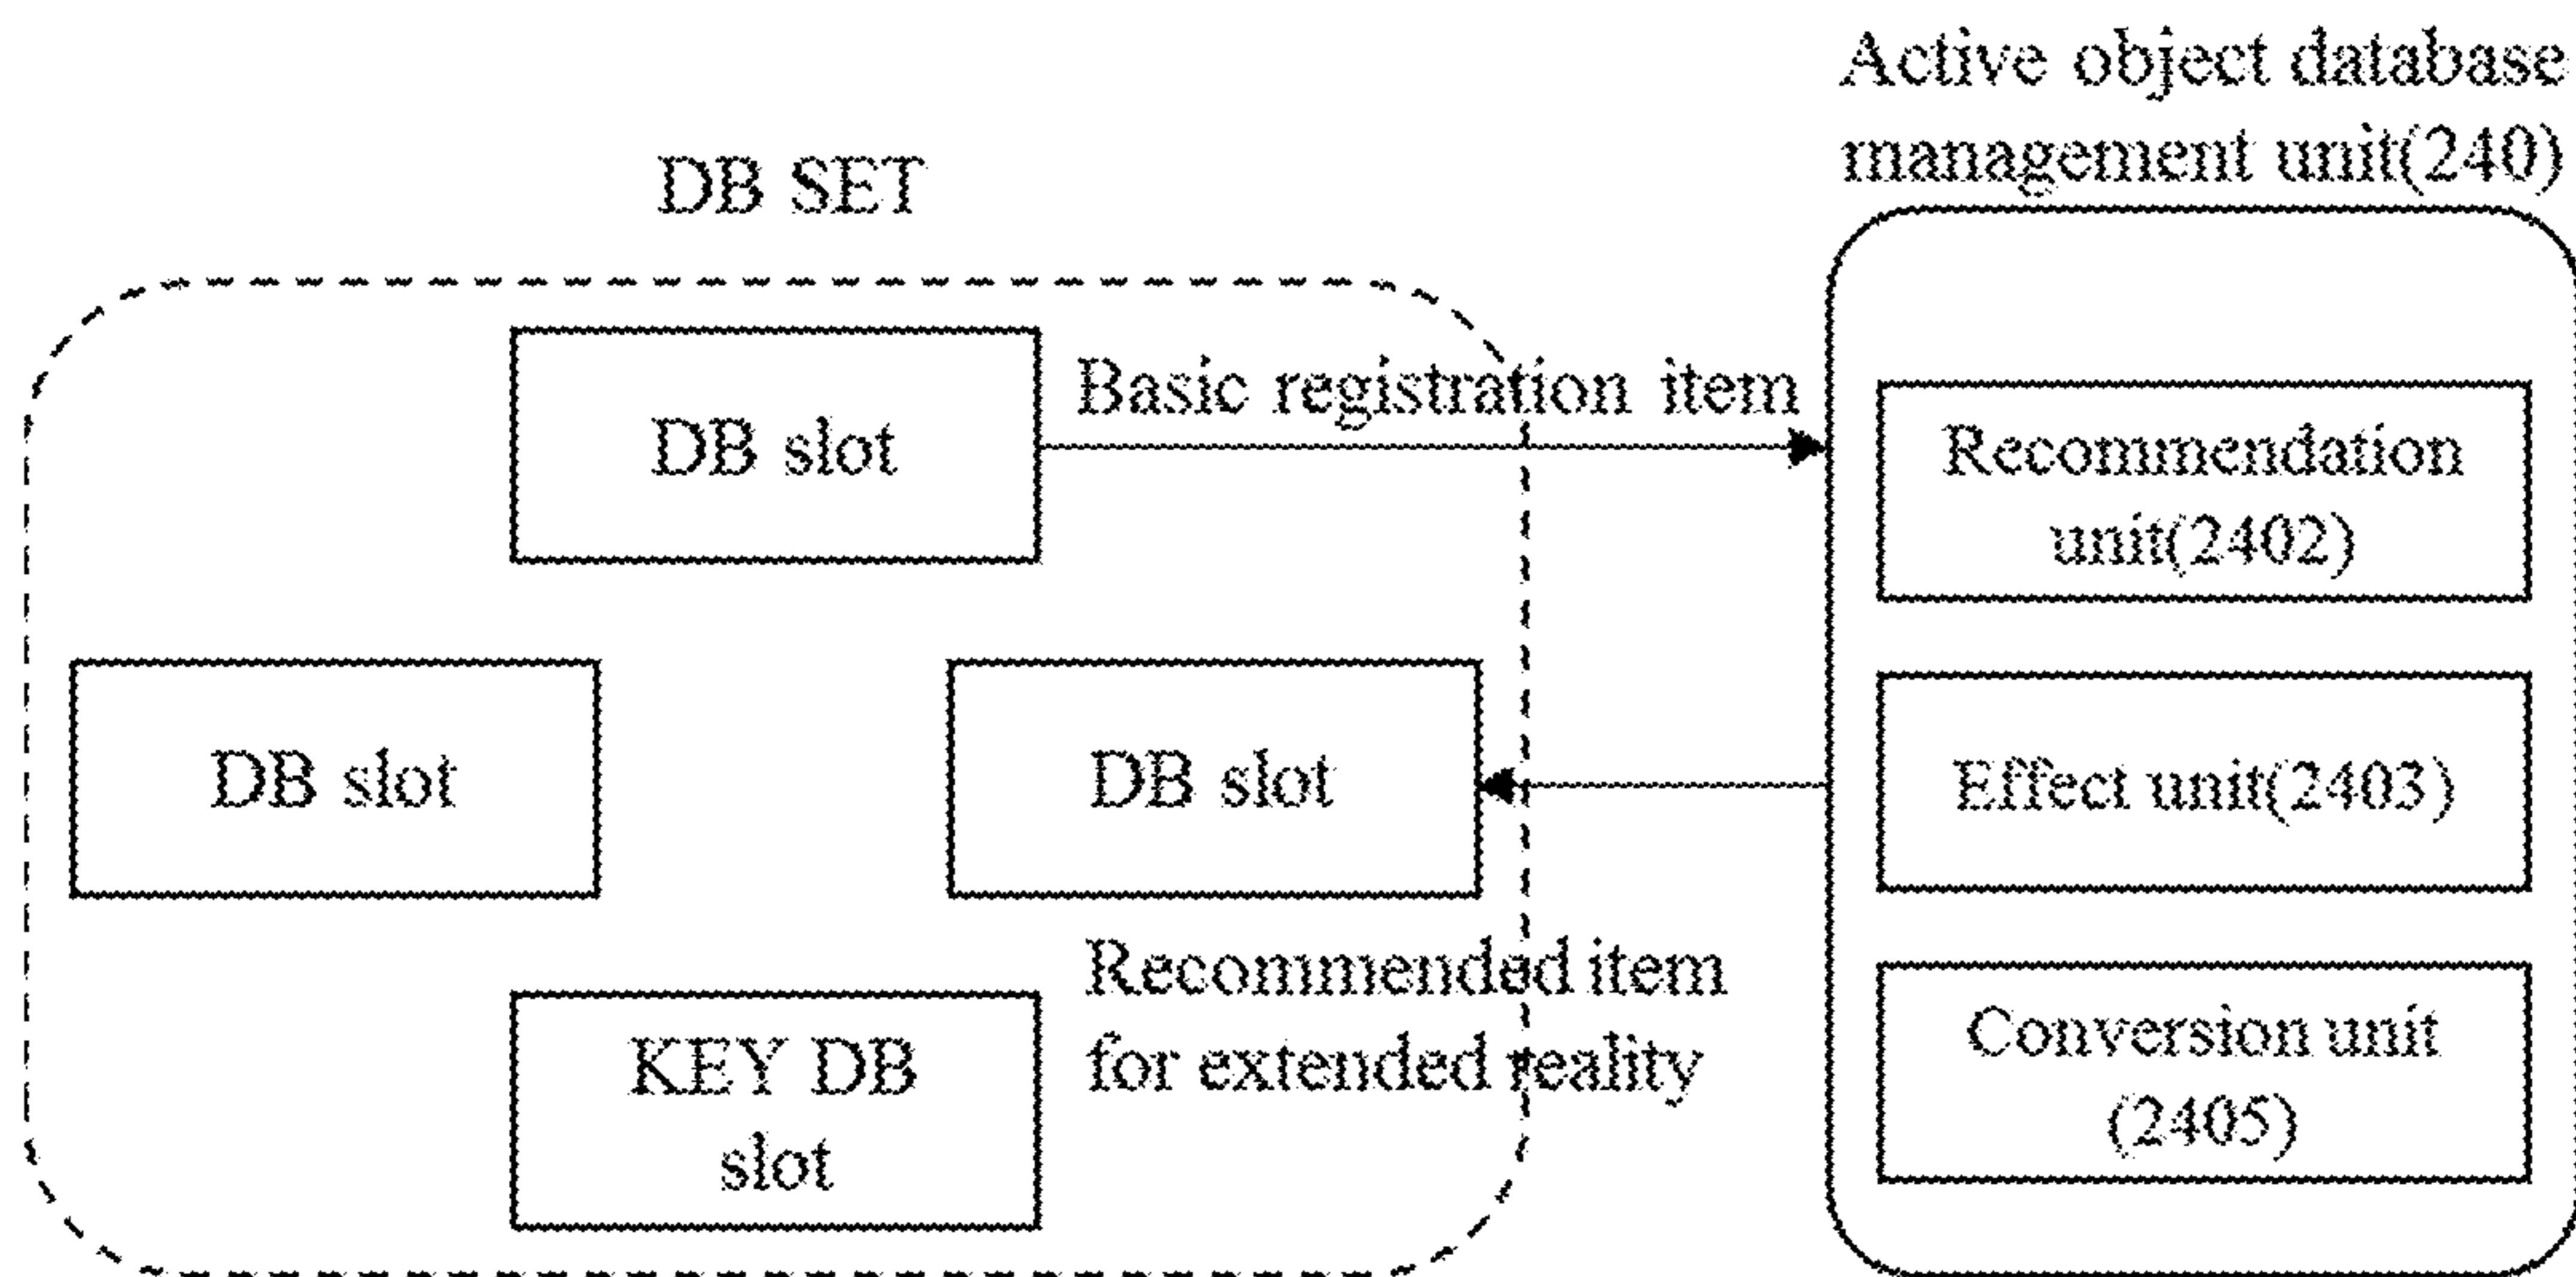 Active object database
management unit(240)
DB SET
DB slot
Basic registration item
Recommendation
unit(2402)
DB slot
DB slot
Effect unit(2403)
Recommended item
for extended reality
KEY DB
slot
Conversion unit
(2405)